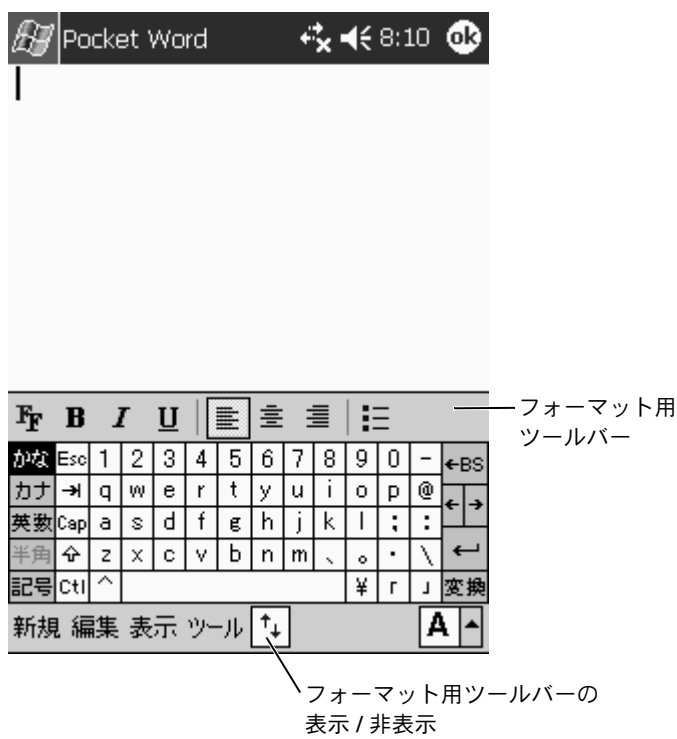 Pocket Word 8:10 ok
FF B I U
フォーマット用
ツールバー
かな Esc 1 2 3 4 5 6 7 8 9 0 - ←BS
カナ →| q w e r t y u i o p @ ← →
英数 Cap a s d f g h j k l ; :
半角 ⇧ z x c v b n m 、 。 ・ \ ↵
記号 Ctl ^ ¥ 「 」 変換
新規 編集 表示 ツール ↑↓ A ▲
フォーマット用ツールバーの
表示 / 非表示